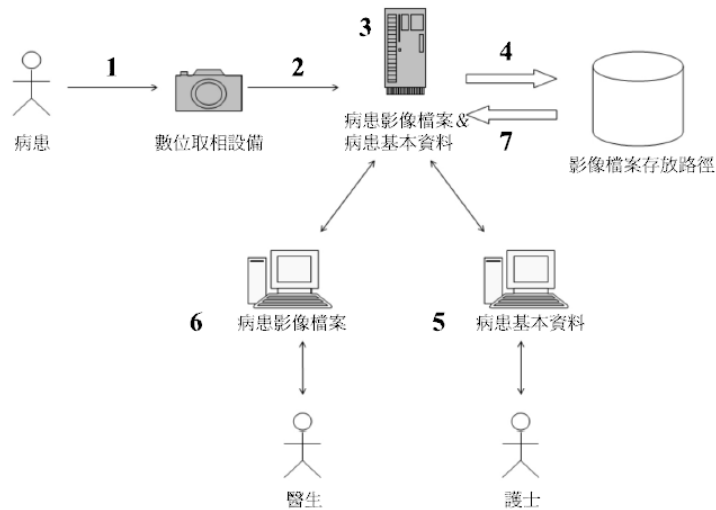 3
1
2
4
7
病患
數位取相設備
病患影像檔案&
病患基本資料
影像檔案存放路徑
6
病患影像檔案
5
病患基本資料
醫生
護士